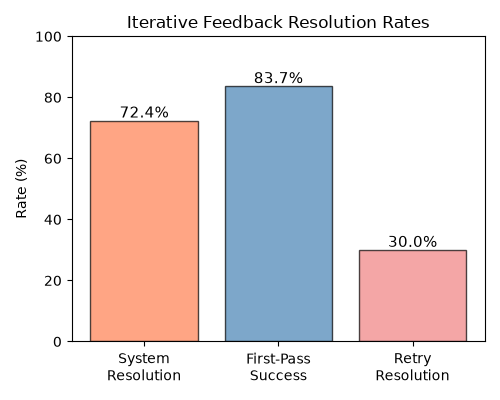 Iterative Feedback Resolution Rates
Rate (%)
100
80
60
40
20
0
72.4%
83.7%
30.0%
System
Resolution
First-Pass
Success
Retry
Resolution